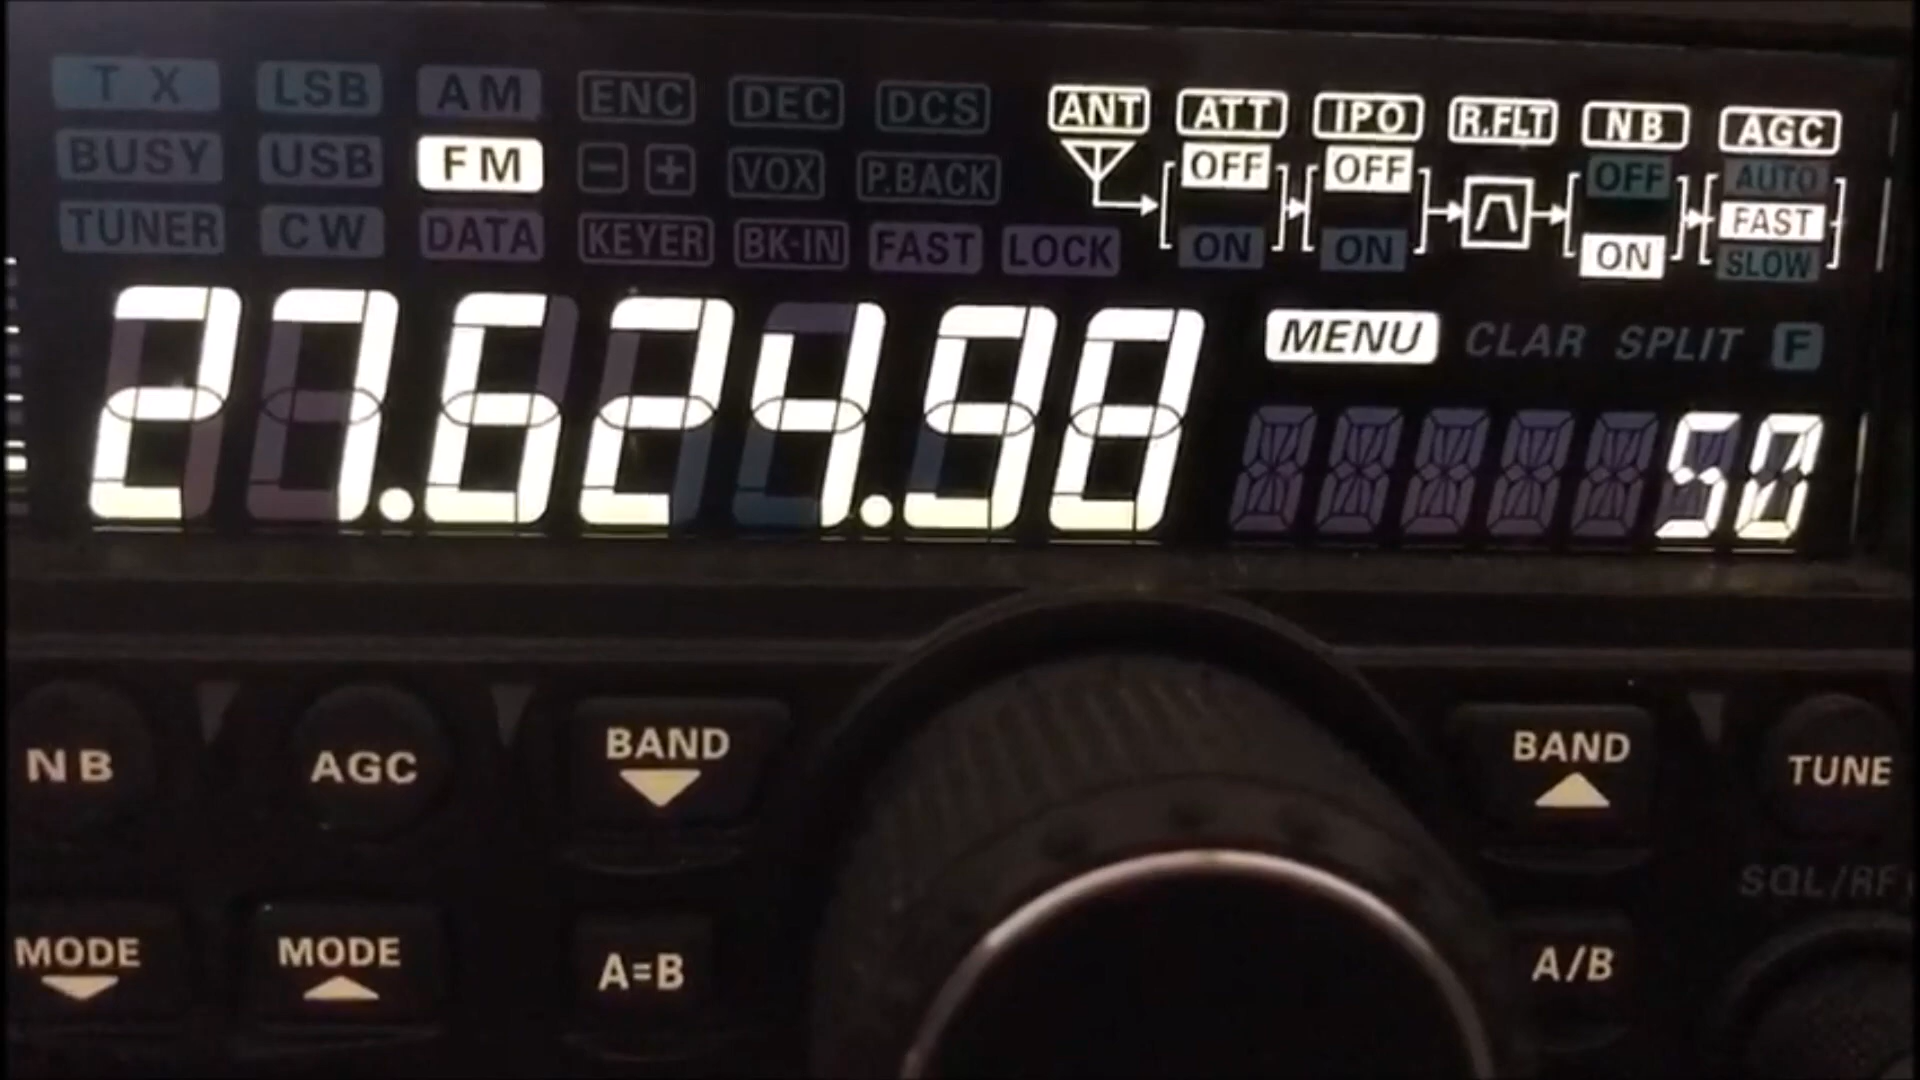 TX LSB AM ENC DEC DCS ANT ATT IPO R.FLT NB AGC
BUSY USB FM − + VOX P.BACK OFF OFF OFF AUTO
TUNER CW DATA KEYER BK-IN FAST LOCK ON ON ON FAST
SLOW
27.624.98 MENU CLAR SPLIT F
50
NB AGC BAND BAND TUNE
SQL/RF
MODE MODE A=B A/B